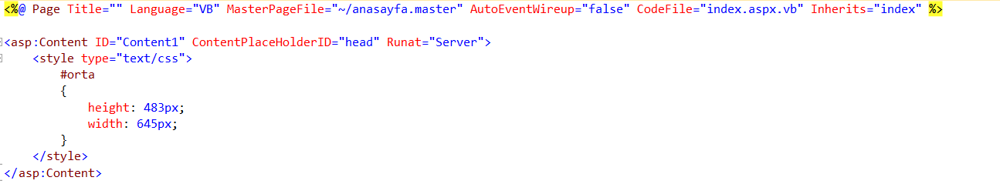 <%@ Page Title="" Language="VB" MasterPageFile="~/anasayfa.master" AutoEventWireup="false" CodeFile="index.aspx.vb" Inherits="index" %>
<asp:Content ID="Content1" ContentPlaceHolderID="head" Runat="Server">
<style type="text/css">
#orta
{
height: 483px;
width: 645px;
}
</style>
</asp:Content>